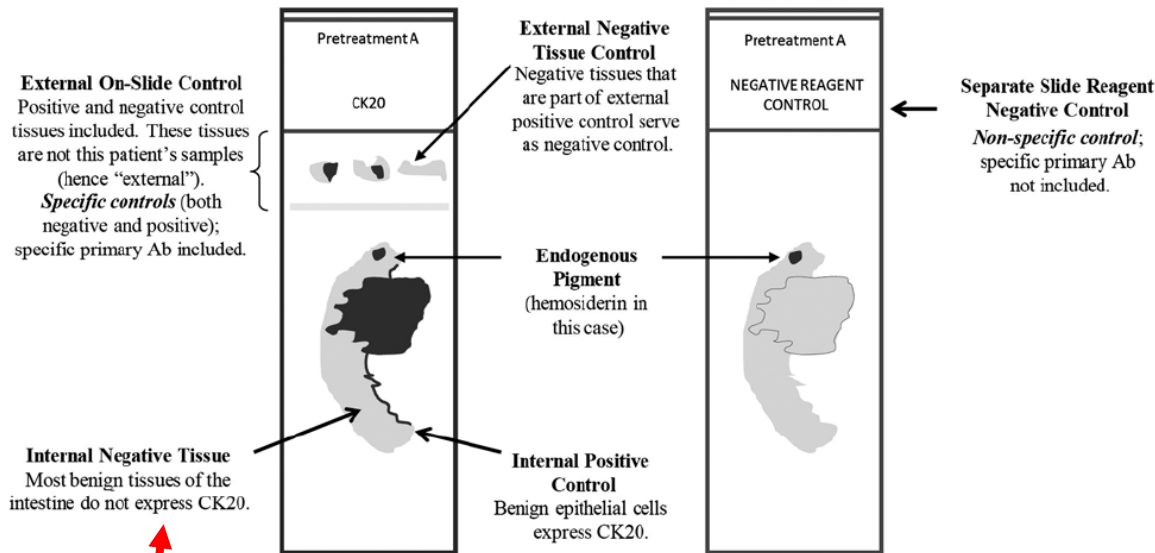 External On-Slide Control
Positive and negative control
tissues included. These tissues
are not this patient's samples
(hence "external").
Specific controls (both
negative and positive);
specific primary Ab included.
Pretreatment A
CK20
External Negative
Tissue Control
Negative tissues that
are part of external
positive control serve
as negative control.
Pretreatment A
NEGATIVE REAGENT
CONTROL
Separate Slide Reagent
Negative Control
Non-specific control;
specific primary Ab
not included.
Endogenous
Pigment
(hemosiderin in
this case)
Internal Negative Tissue
Most benign tissues of the
intestine do not express CK20.
Internal Positive
Control
Benign epithelial cells
express CK20.